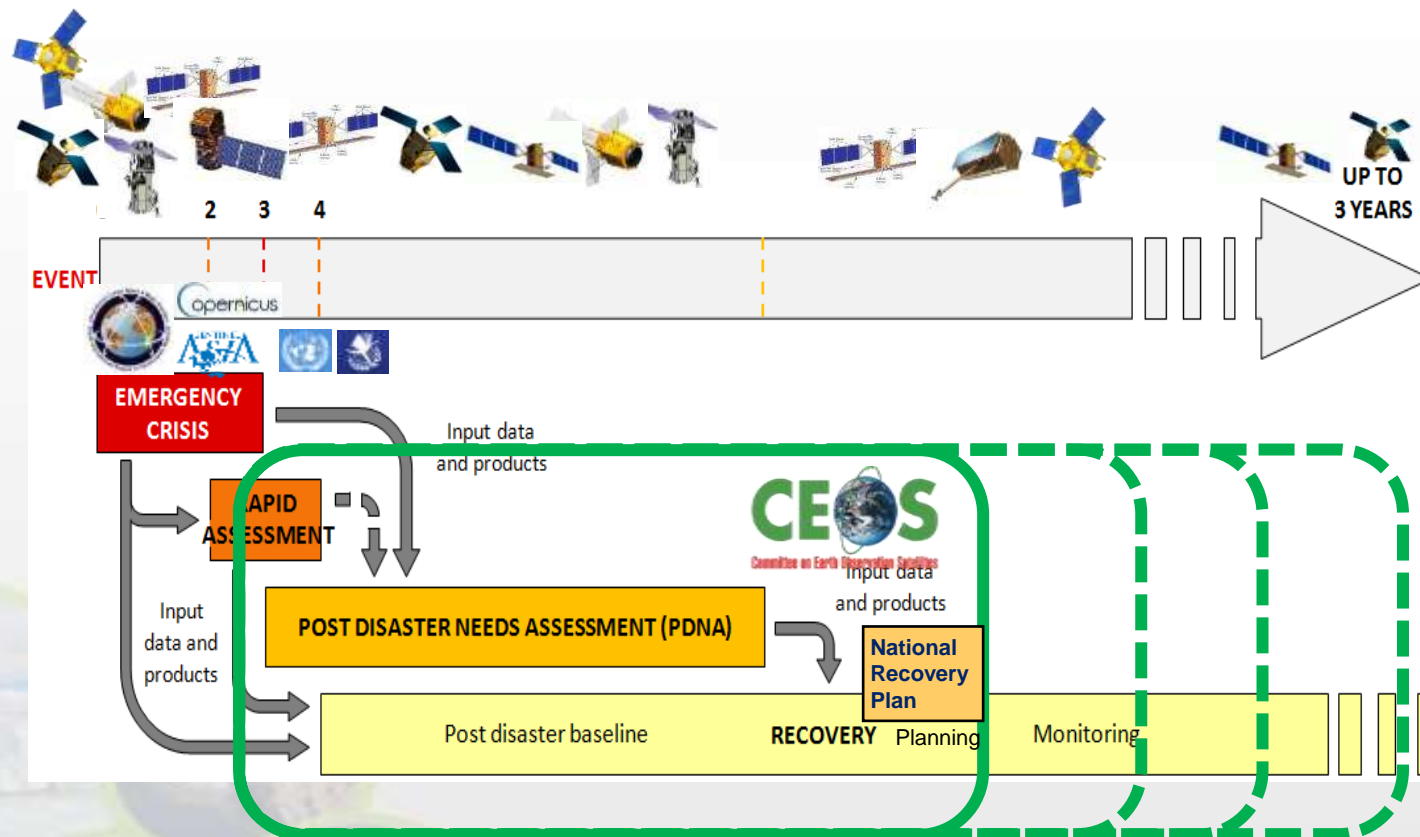 UP TO
3 YEARS
2 3 4
EVENT
opernicus
ASIA
EMERGENCY
CRISIS
Input data
and products
RAPID
ASSESSMENT
CEOS
Committee on Earth Observation Satellites
Input data
and products
Input
data and
products
POST DISASTER NEEDS ASSESSMENT (PDNA)
National
Recovery
Plan
Post disaster baseline
RECOVERY Planning
Monitoring